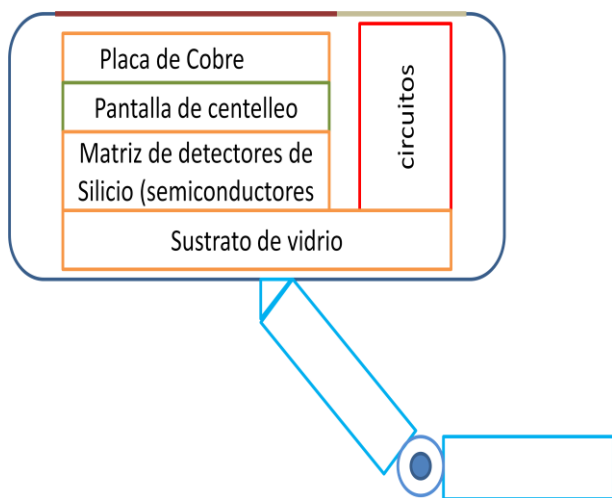 Placa de Cobre
Pantalla de centelleo
Matriz de detectores de
Silicio (semiconductores
Sustrato de vidrio
circuitos